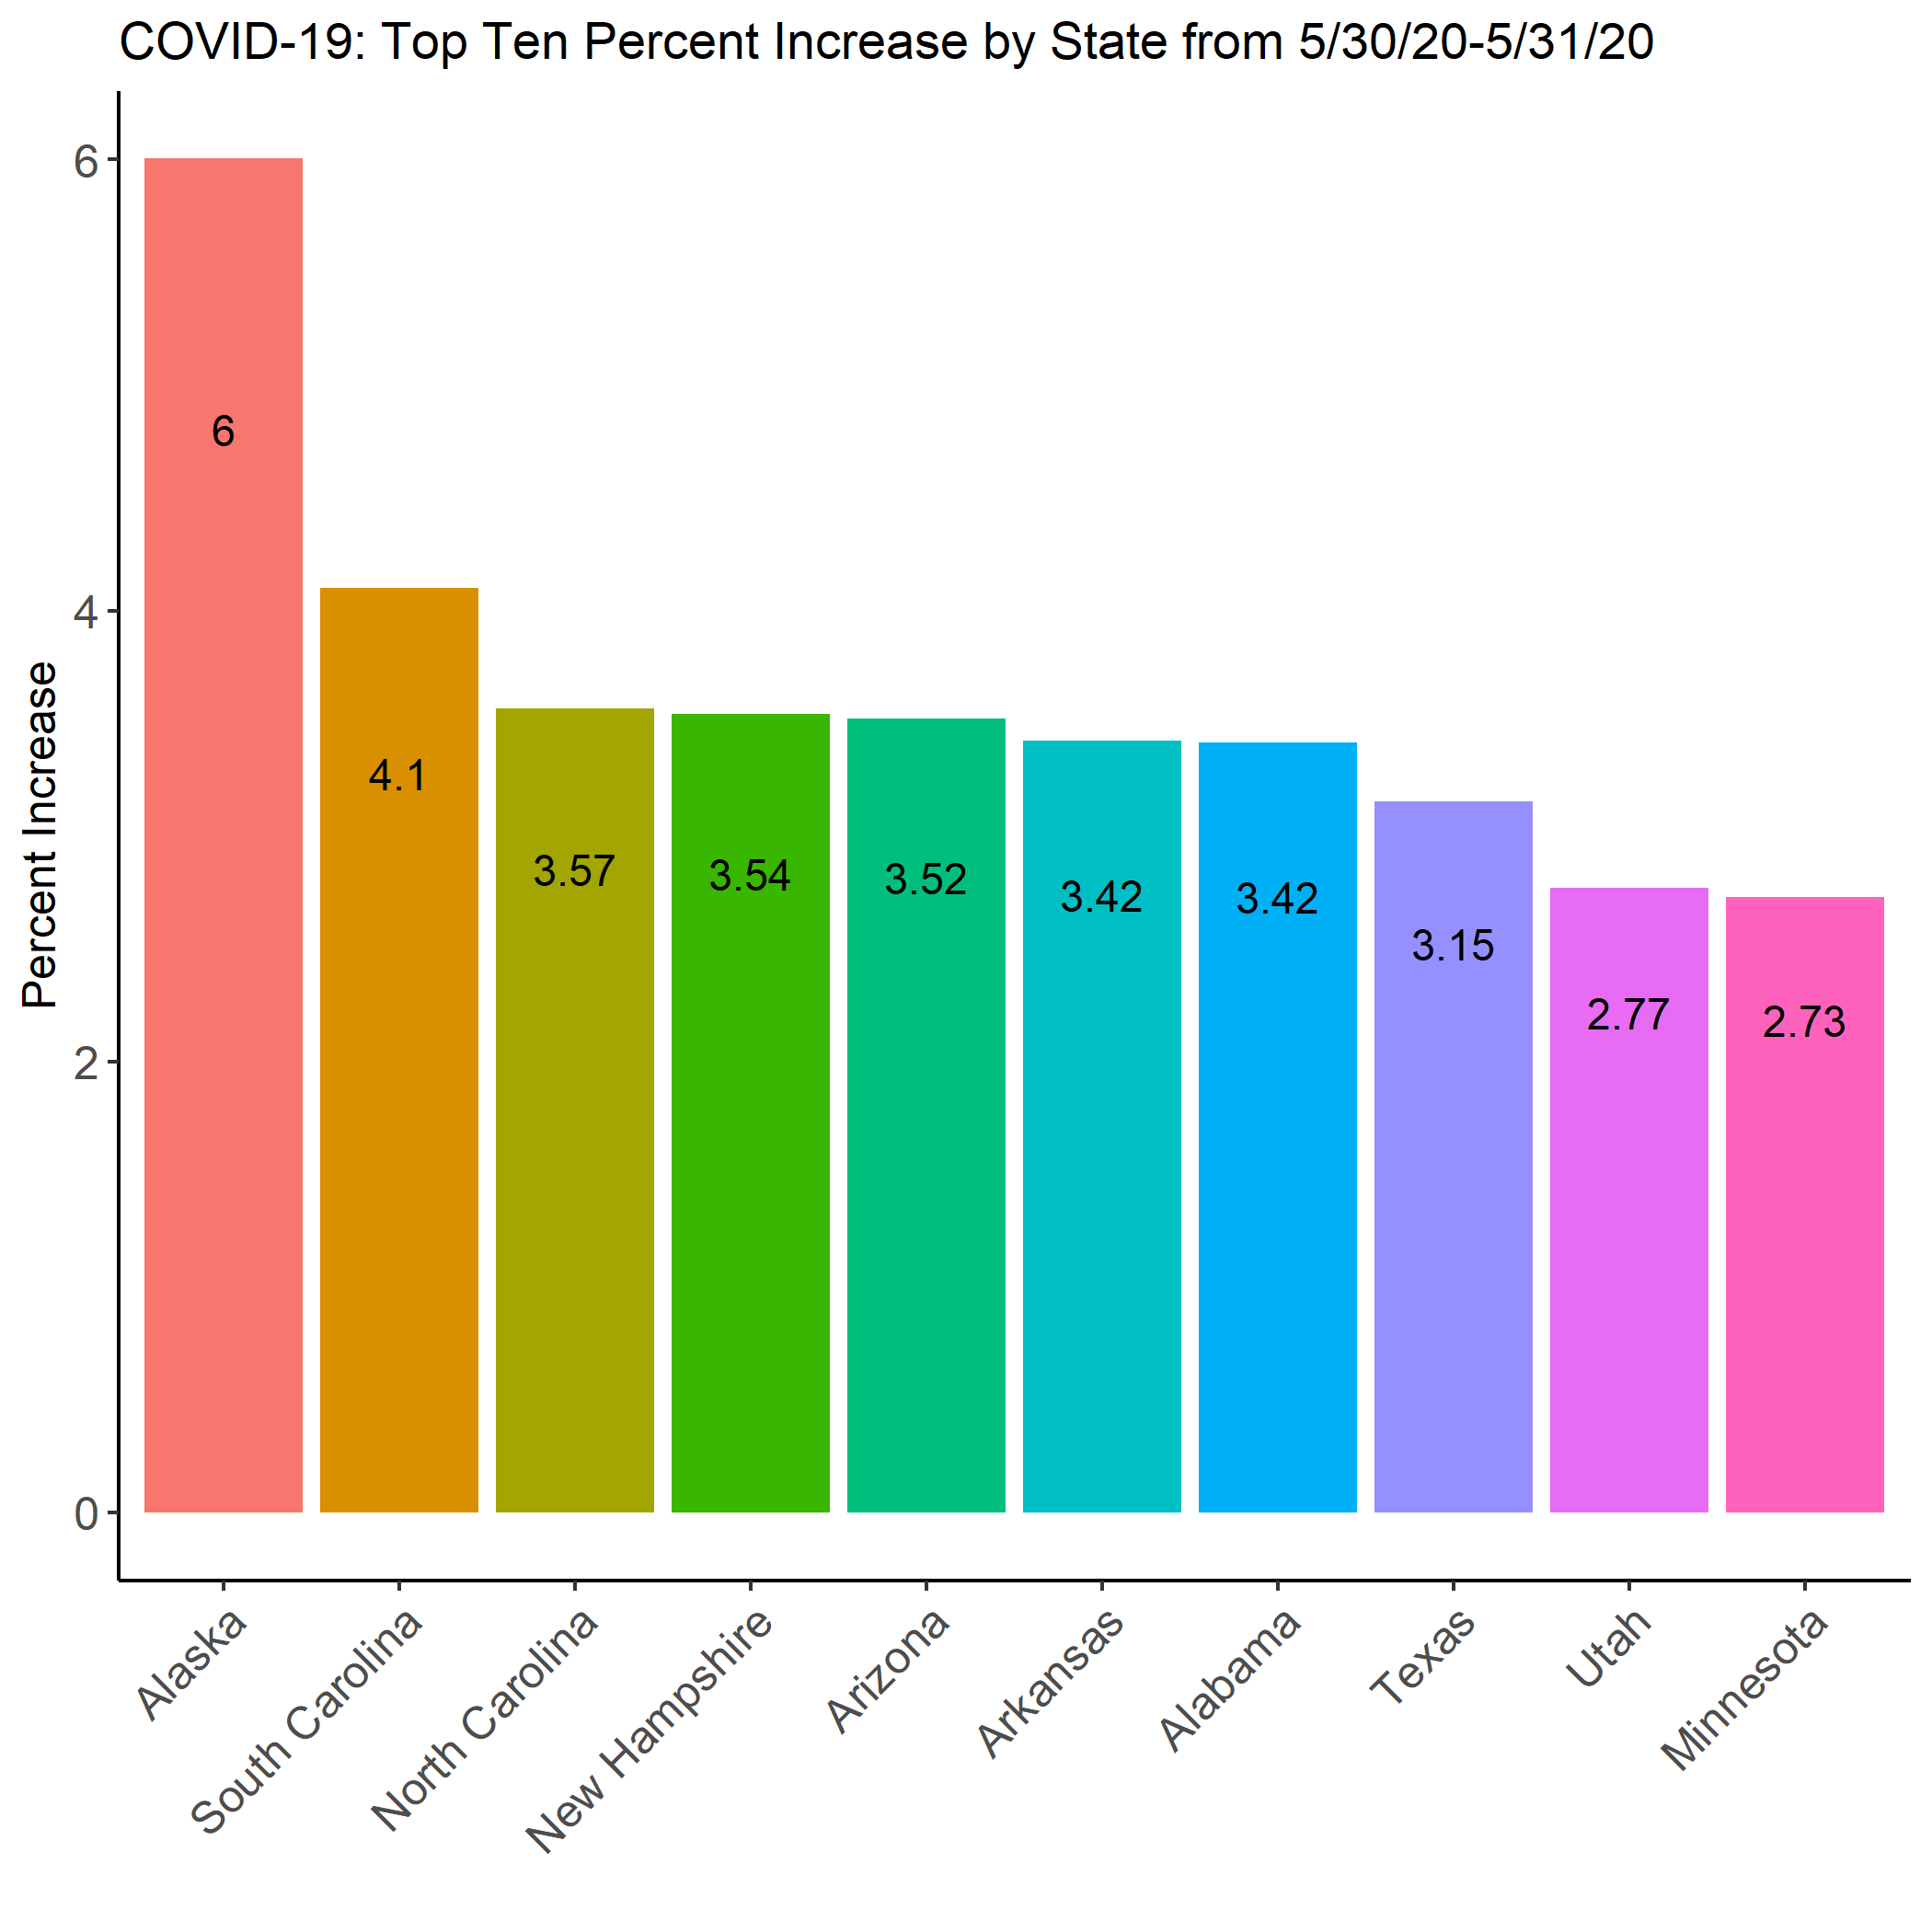 COVID-19: Top Ten Percent Increase by State from 5/30/20-5/31/20
Percent Increase
6
4
2
0
6
4.1
3.57
3.54
3.52
3.42
3.42
3.15
2.77
2.73
Alaska
South Carolina
North Carolina
New Hampshire
Arizona
Arkansas
Alabama
Texas
Utah
Minnesota